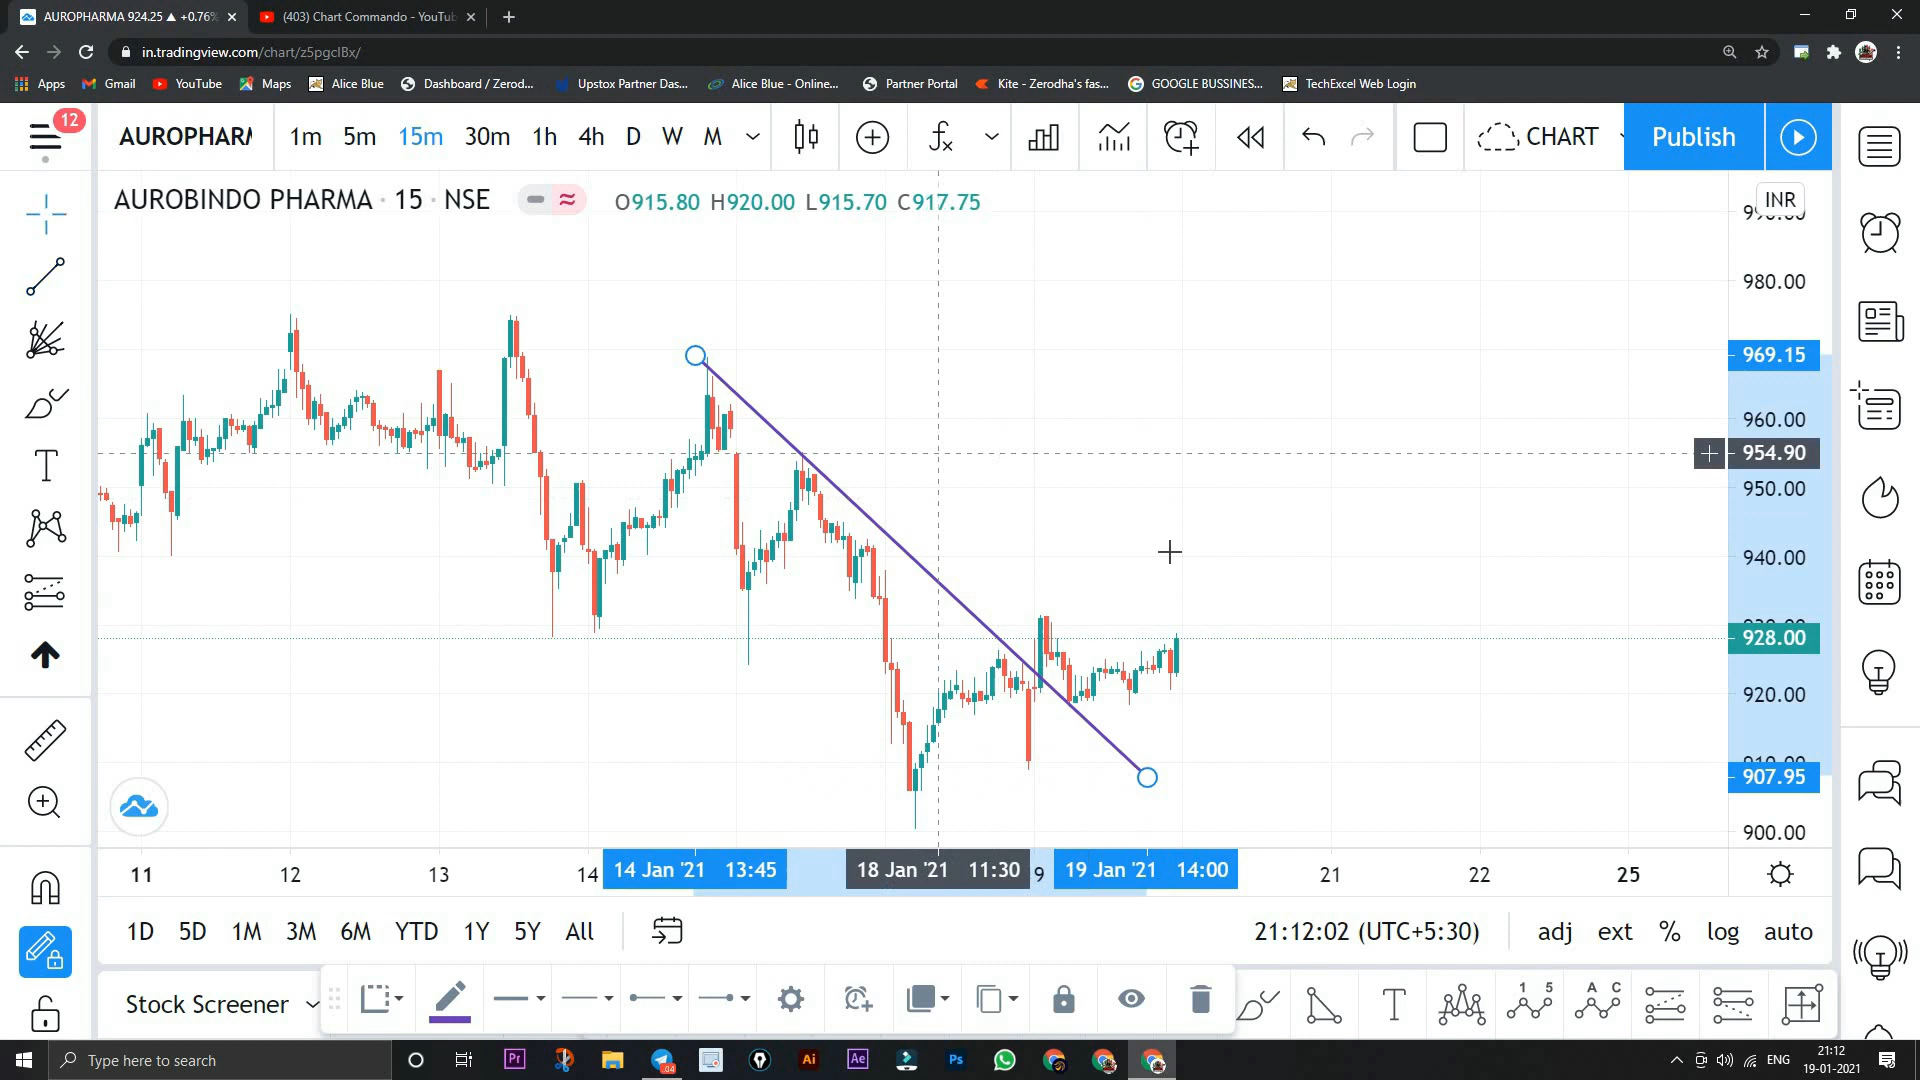 AUROPHARMA 924.25 ▲ +0.76%
(403) Chart Commando - YouTub
in.tradingview.com/chart/z5pgcIBx/
Apps
Gmail
YouTube
Maps
Alice Blue
Dashboard / Zerod...
Upstox Partner Das...
Alice Blue - Online...
Partner Portal
Kite - Zerodha's fas...
GOOGLE BUSSINES...
TechExcel Web Login
12
AUROPHARM
1m 5m 15m 30m 1h 4h D W M
CHART
Publish
AUROBINDO PHARMA · 15 · NSE
O915.80 H920.00 L915.70 C917.75
INR
980.00
969.15
960.00
954.90
950.00
940.00
928.00
920.00
907.95
900.00
11 12 13 14
14 Jan '21 13:45
18 Jan '21 11:30
9
19 Jan '21 14:00
21 22 25
1D 5D 1M 3M 6M YTD 1Y 5Y All
21:12:02 (UTC+5:30)
adj ext % log auto
Stock Screener
T
1 5
A C
Type here to search
Pr
04
Ai
Ae
Ps
ENG
21:12
19-01-2021